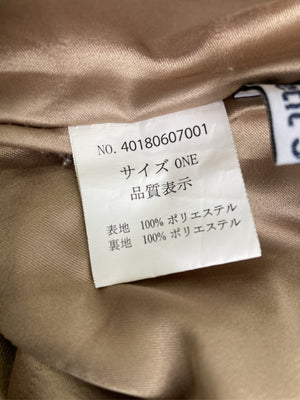 NO. 40180607001
サイズ ONE
品質表示
表地 100% ポリエステル
裏地 100% ポリエステル